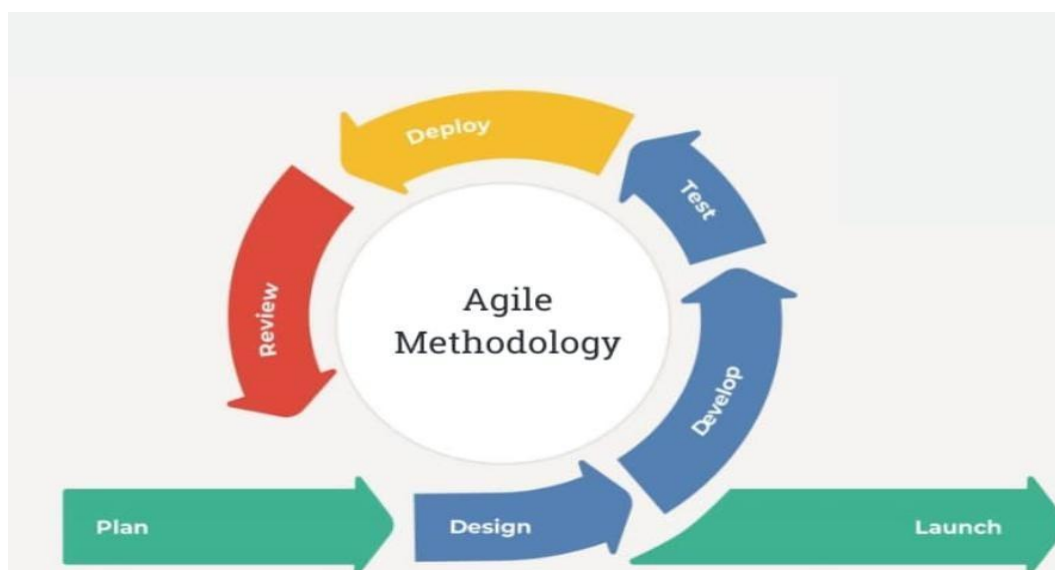 Deploy
Test
Review
Agile
Methodology
Develop
Plan
Design
Launch